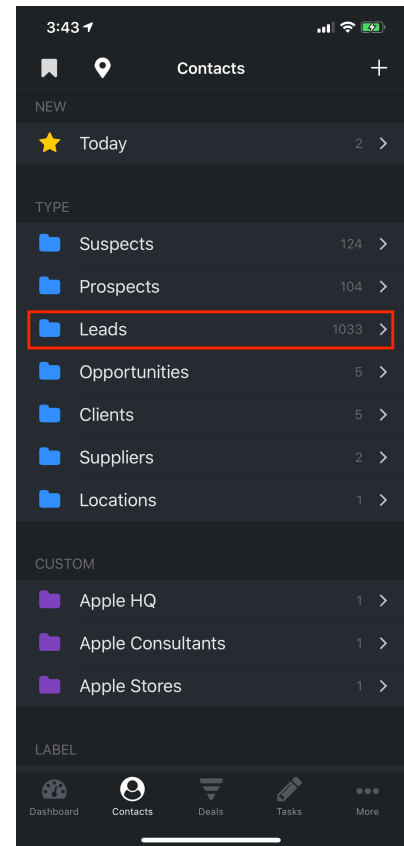 3:43
Contacts
NEW
Today 2
TYPE
Suspects 124
Prospects 104
Leads 1033
Opportunities 5
Clients 5
Suppliers 2
Locations 1
CUSTOM
Apple HQ 1
Apple Consultants 1
Apple Stores 1
LABEL
Dashboard Contacts Deals Tasks More